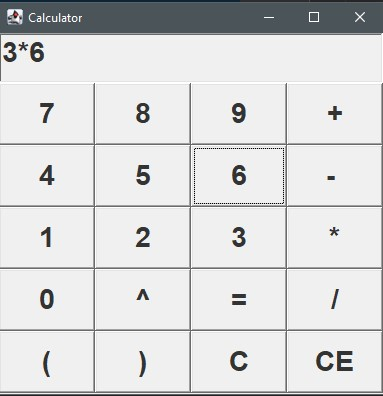 Calculator
3*6
7 8 9 +
4 5 6 -
1 2 3 *
0 ^ = /
( ) C CE